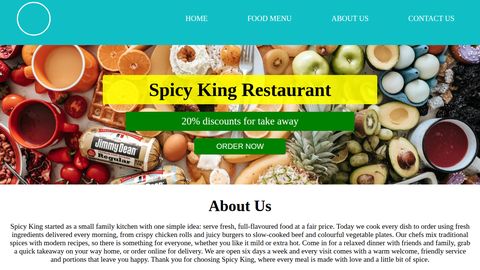 HOME FOOD MENU ABOUT US CONTACT US
Spicy King Restaurant
20% discounts for take away
ORDER NOW
Jimmy Dean
Regular
About Us
Spicy King started as a small family kitchen with one simple idea: serve fresh, full-flavoured food at a fair price. Today we cook every dish to order using
ingredients delivered every morning, from crispy chicken rolls and juicy burgers to slow-cooked beef and colourful vegetable plates. Our chefs mix traditional
spices with modern recipes, so there is something for everyone, whether you like it mild or extra hot. Come in for a relaxed dinner with friends and family, grab
a quick takeaway on your way home, or order online for delivery. We are open six days a week and every visit comes with a warm welcome, friendly service
and portions that leave you happy. Thank you for choosing Spicy King, where every meal is made with love and a little bit of spice.